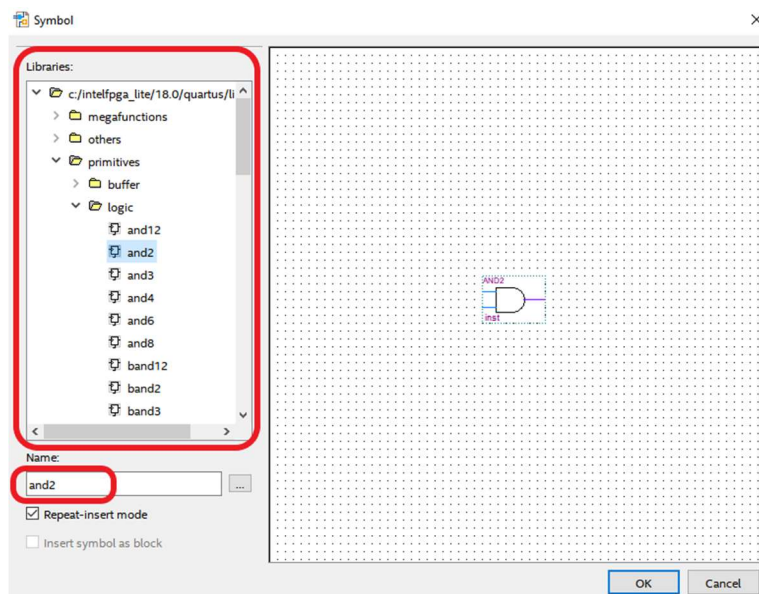 Symbol
Libraries:
c:/intelfpga_lite/18.0/quartus/li
megafunctions
others
primitives
buffer
logic
and12
and2
and3
and4
and6
and8
band12
band2
band3
Name:
and2
...
Repeat-insert mode
Insert symbol as block
AND2
inst
OK
Cancel